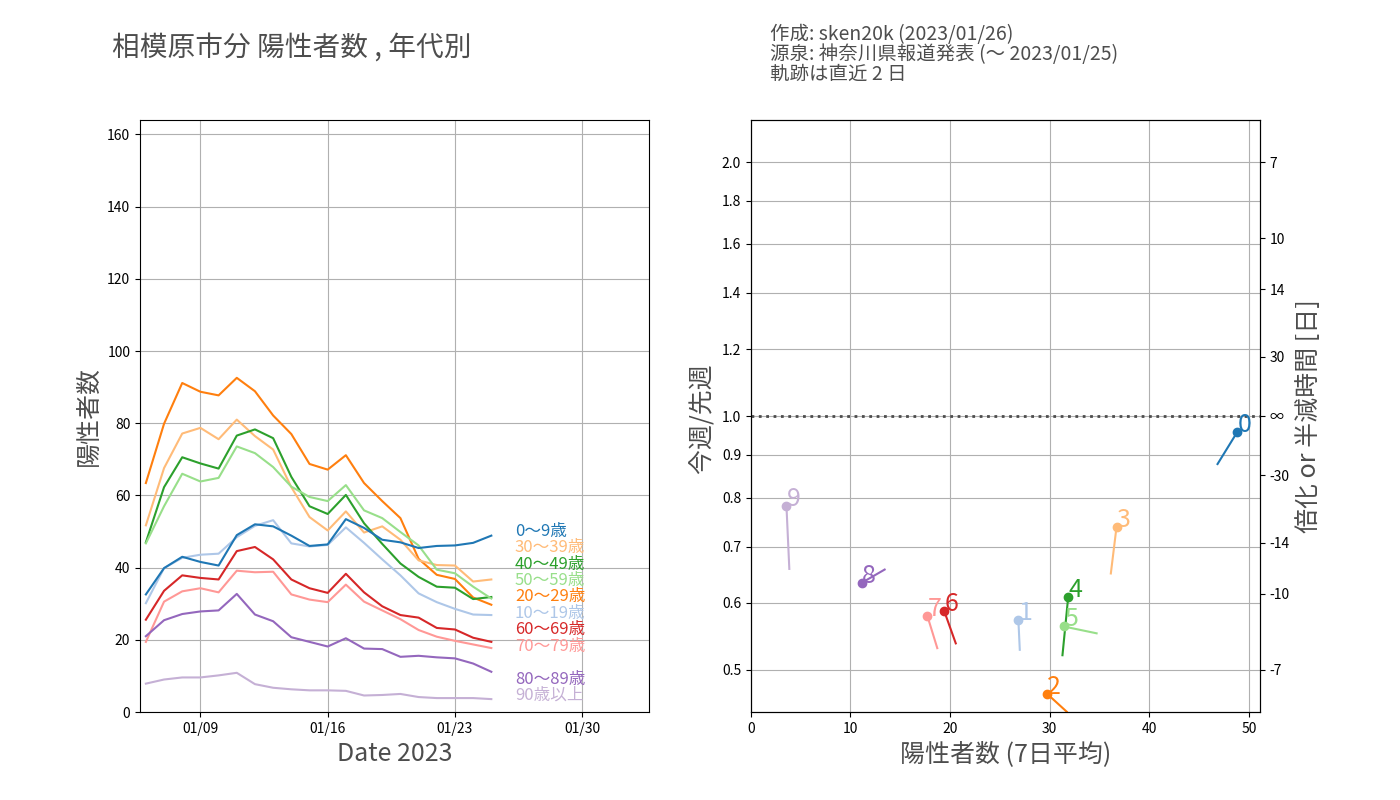 相模原市分 陽性者数 , 年代別
作成: sken20k (2023/01/26)
源泉: 神奈川県報道発表 (〜 2023/01/25)
軌跡は直近 2 日
陽性者数
160
140
120
100
80
60
40
20
0
01/09
01/16
01/23
01/30
Date 2023
0〜9歳
30〜39歳
40〜49歳
50〜59歳
20〜29歳
10〜19歳
60〜69歳
70〜79歳
80〜89歳
90歳以上
今週/先週
2.0
1.8
1.6
1.4
1.2
1.0
0.9
0.8
0.7
0.6
0.5
0
9
3
8
4
7
6
1
5
2
7
10
14
30
∞
-30
-14
-10
-7
倍化 or 半減時間 [日]
0
10
20
30
40
50
陽性者数 (7日平均)